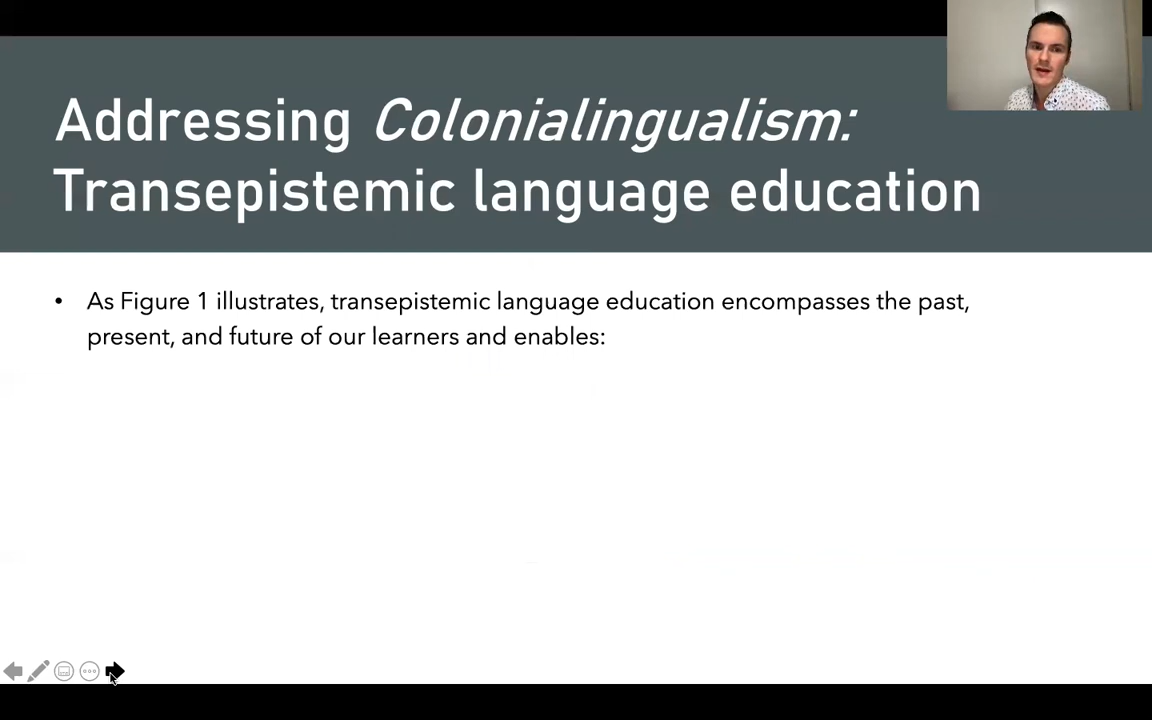 Addressing Colonialingualism:
Transepistemic language education
• As Figure 1 illustrates, transepistemic language education encompasses the past,
present, and future of our learners and enables: